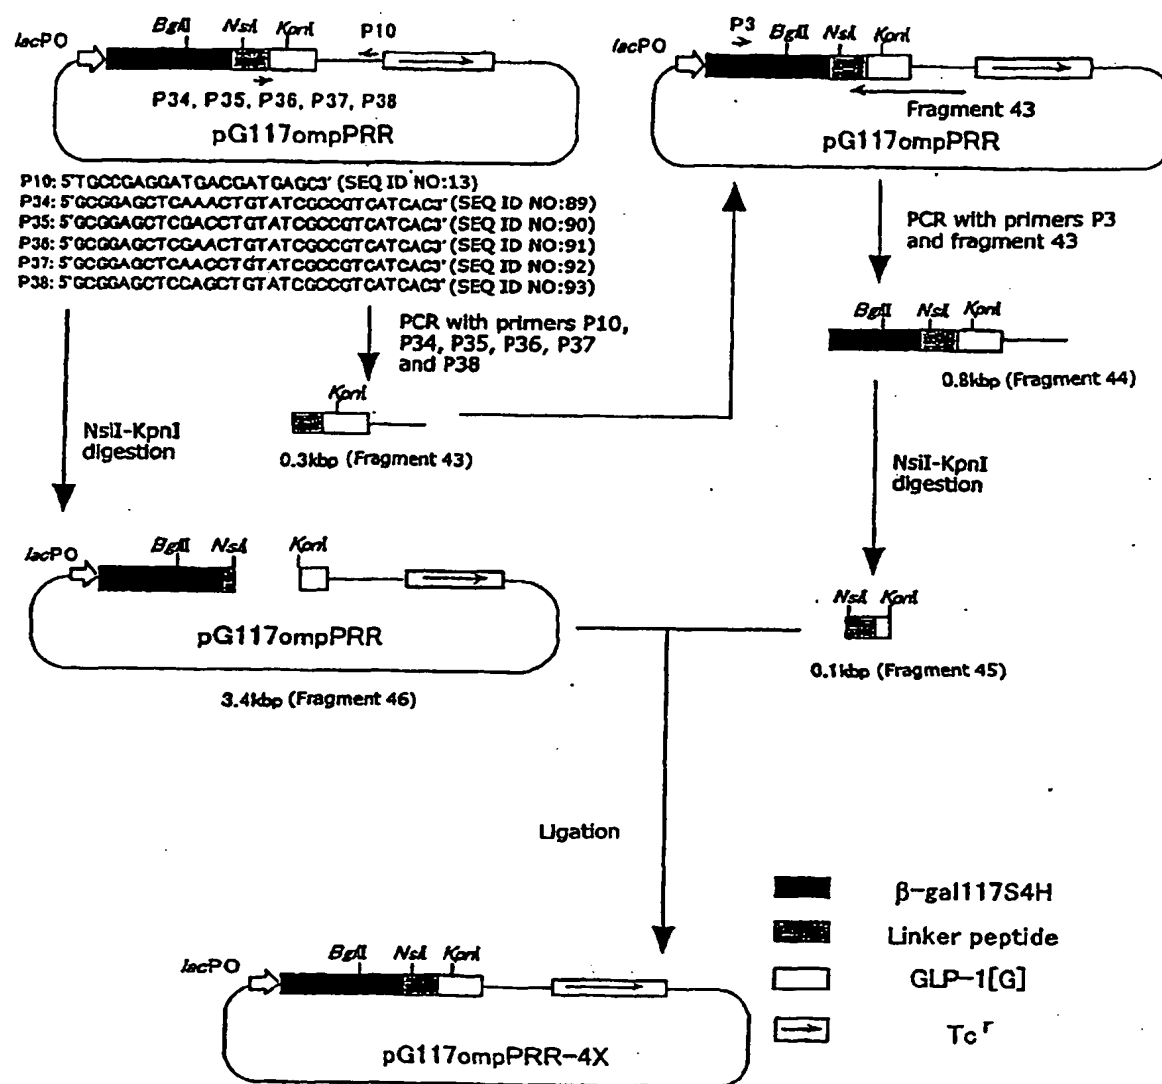 lacPO BglII NsiI KpnI P10
P34, P35, P36, P37, P38
pG117ompPRR
P10: 5'TGCCGAGGATGACGATGAGC3' (SEQ ID NO:13)
P34: 5'GCGGAGCTCAAACTGTATCGCCGTCATCAC3' (SEQ ID NO:89)
P35: 5'GCGGAGCTCGACCTGTATCGCCGTCATCAC3' (SEQ ID NO:90)
P36: 5'GCGGAGCTCGAACTGTATCGCCGTCATCAC3' (SEQ ID NO:91)
P37: 5'GCGGAGCTCAACCTGTATCGCCGTCATCAC3' (SEQ ID NO:92)
P38: 5'GCGGAGCTCCAGCTGTATCGCCGTCATCAC3' (SEQ ID NO:93)
lacPO P3 BglII NsiI KpnI
Fragment 43
pG117ompPRR
PCR with primers P3
and fragment 43
PCR with primers P10,
P34, P35, P36, P37
and P38
KpnI
0.3kbp (Fragment 43)
BglII NsiI KpnI
0.8kbp (Fragment 44)
NsiI-KpnI
digestion
NsiI-KpnI
digestion
lacPO BglII NsiI KpnI
pG117ompPRR
3.4kbp (Fragment 46)
NsiI KpnI
0.1kbp (Fragment 45)
Ligation
lacPO BglII NsiI KpnI
pG117ompPRR-4X
β-gal117S4H
Linker peptide
GLP-1[G]
Tc r